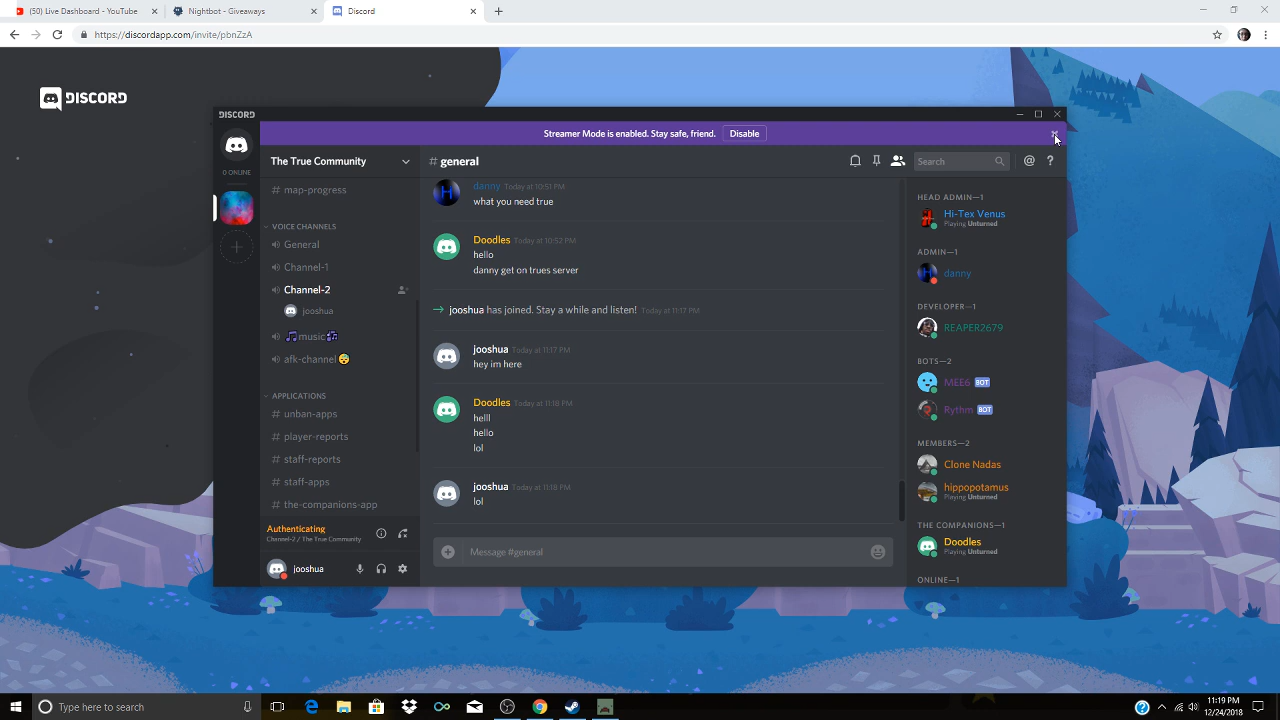 (50) Live Dashboard - YouTube
Nightbot - Giveaways
Discord
https://discordapp.com/invite/pbnZzA
DISCORD
DISCORD
Streamer Mode is enabled. Stay safe, friend. Disable
0 ONLINE
The True Community
# map-progress
VOICE CHANNELS
General
Channel-1
Channel-2
jooshua
music
afk-channel
APPLICATIONS
# unban-apps
# player-reports
# staff-reports
# staff-apps
# the-companions-app
Authenticating
Channel-2 / The True Community
jooshua
# general
Search
danny Today at 10:51 PM
what you need true
Doodles Today at 10:52 PM
hello
danny get on trues server
jooshua has joined. Stay a while and listen! Today at 11:17 PM
jooshua Today at 11:17 PM
hey im here
Doodles Today at 11:18 PM
helll
hello
lol
jooshua Today at 11:18 PM
lol
Message #general
HEAD ADMIN—1
Hi-Tex Venus
Playing Unturned
ADMIN—1
danny
DEVELOPER—1
REAPER2679
BOTS—2
MEE6 BOT
Rythm BOT
MEMBERS—2
Clone Nadas
hippopotamus
Playing Unturned
THE COMPANIONS—1
Doodles
Playing Unturned
ONLINE—1
Type here to search
11:19 PM
12/24/2018